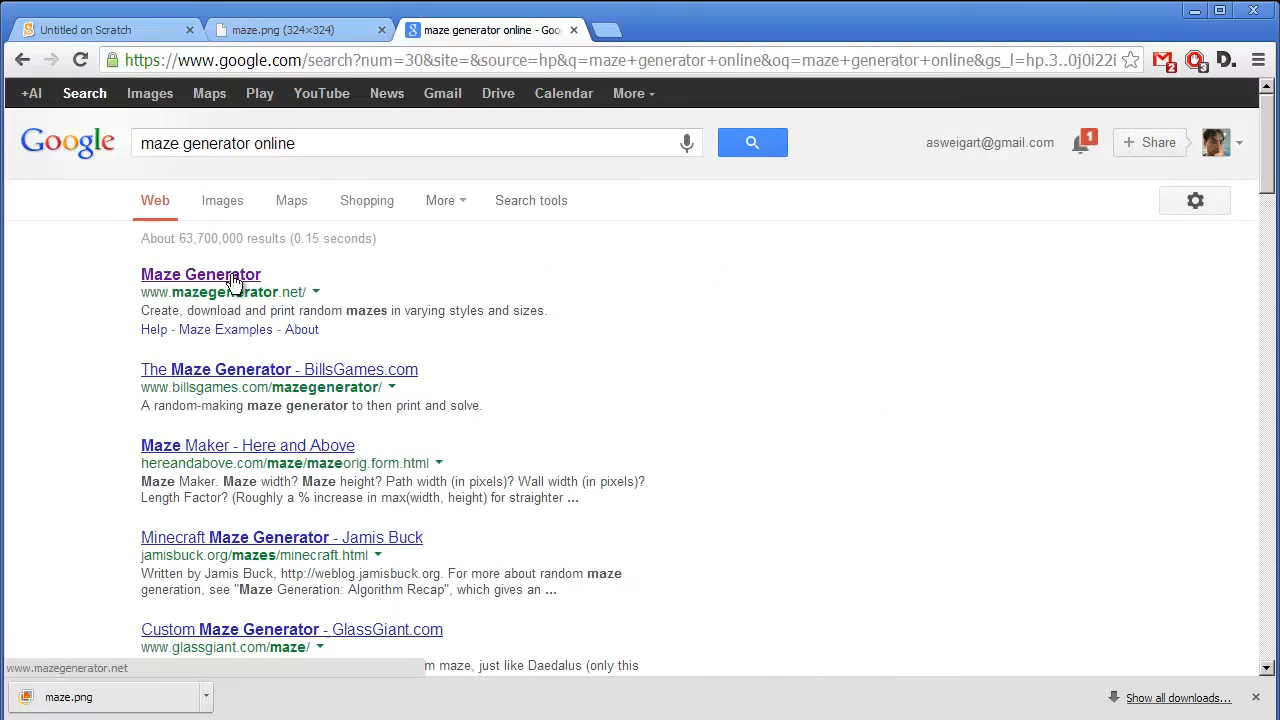 Untitled on Scratch
maze.png (324×324)
maze generator online - Goo
https://www.google.com/search?num=30&site=&source=hp&q=maze+generator+online&oq=maze+generator+online&gs_l=hp.3..0j0i22i
2
3
D.
+AI Search Images Maps Play YouTube News Gmail Drive Calendar More
Google
maze generator online
asweigart@gmail.com
1
+ Share
Web Images Maps Shopping More Search tools
About 63,700,000 results (0.15 seconds)
Maze Generator
www.mazegenerator.net/
Create, download and print random mazes in varying styles and sizes.
Help - Maze Examples - About
The Maze Generator - BillsGames.com
www.billsgames.com/mazegenerator/
A random-making maze generator to then print and solve.
Maze Maker - Here and Above
hereandabove.com/maze/mazeorig.form.html
Maze Maker. Maze width? Maze height? Path width (in pixels)? Wall width (in pixels)?
Length Factor? (Roughly a % increase in max(width, height) for straighter ...
Minecraft Maze Generator - Jamis Buck
jamisbuck.org/mazes/minecraft.html
Written by Jamis Buck, http://weblog.jamisbuck.org. For more about random maze
generation, see "Maze Generation: Algorithm Recap", which gives an ...
Custom Maze Generator - GlassGiant.com
www.glassgiant.com/maze/
m maze, just like Daedalus (only this
www.mazegenerator.net
maze.png
Show all downloads...